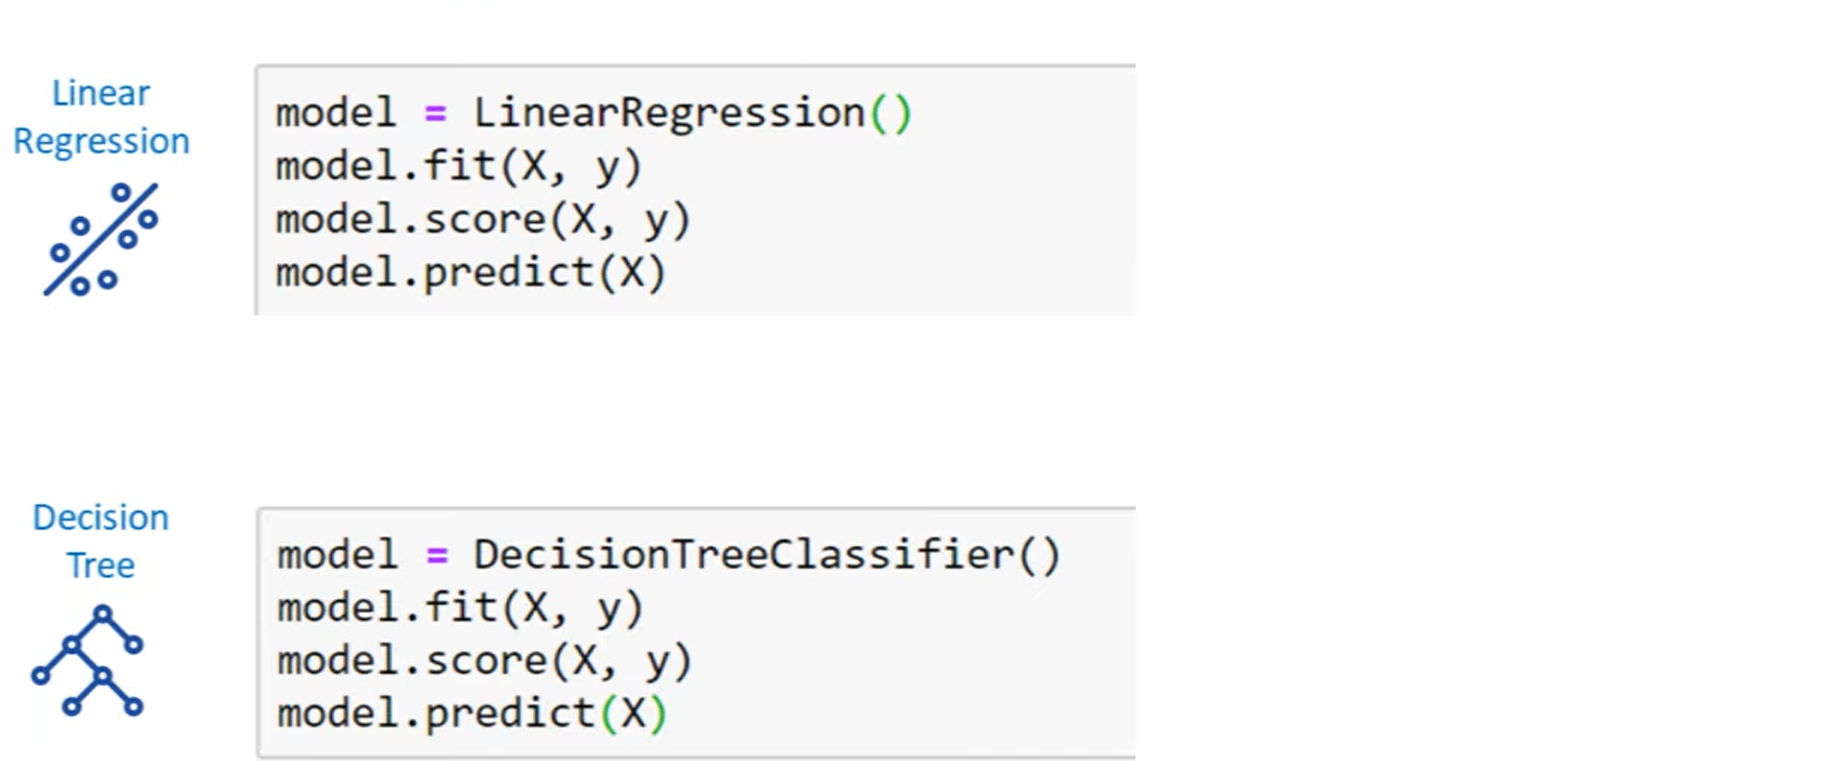 Linear
Regression
model = LinearRegression()
model.fit(X, y)
model.score(X, y)
model.predict(X)
Decision
Tree
model = DecisionTreeClassifier()
model.fit(X, y)
model.score(X, y)
model.predict(X)